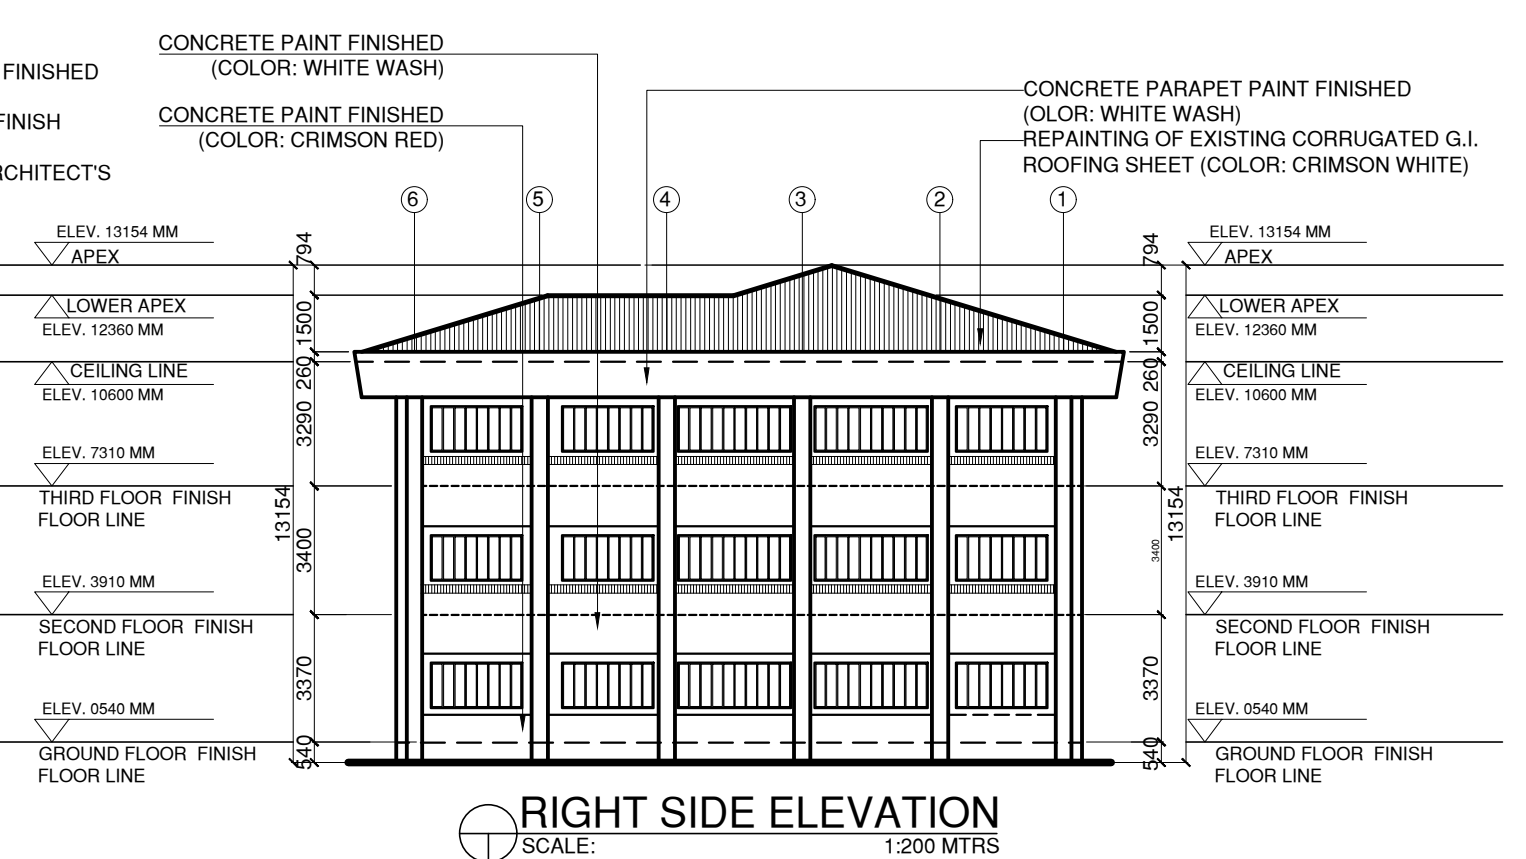 FINISHED
FINISH
RCHITECT'S
CONCRETE PAINT FINISHED
(COLOR: WHITE WASH)
CONCRETE PAINT FINISHED
(COLOR: CRIMSON RED)
CONCRETE PARAPET PAINT FINISHED
(OLOR: WHITE WASH)
REPAINTING OF EXISTING CORRUGATED G.I.
ROOFING SHEET (COLOR: CRIMSON WHITE)
6
5
4
3
2
1
ELEV. 13154 MM
APEX
LOWER APEX
ELEV. 12360 MM
CEILING LINE
ELEV. 10600 MM
ELEV. 7310 MM
THIRD FLOOR FINISH
FLOOR LINE
ELEV. 3910 MM
SECOND FLOOR FINISH
FLOOR LINE
ELEV. 0540 MM
GROUND FLOOR FINISH
FLOOR LINE
13154
794
1500
260
3290
3400
3370
540
794
1500
260
3290
3400
3370
540
13154
ELEV. 13154 MM
APEX
LOWER APEX
ELEV. 12360 MM
CEILING LINE
ELEV. 10600 MM
ELEV. 7310 MM
THIRD FLOOR FINISH
FLOOR LINE
ELEV. 3910 MM
SECOND FLOOR FINISH
FLOOR LINE
ELEV. 0540 MM
GROUND FLOOR FINISH
FLOOR LINE
RIGHT SIDE ELEVATION
SCALE: 1:200 MTRS